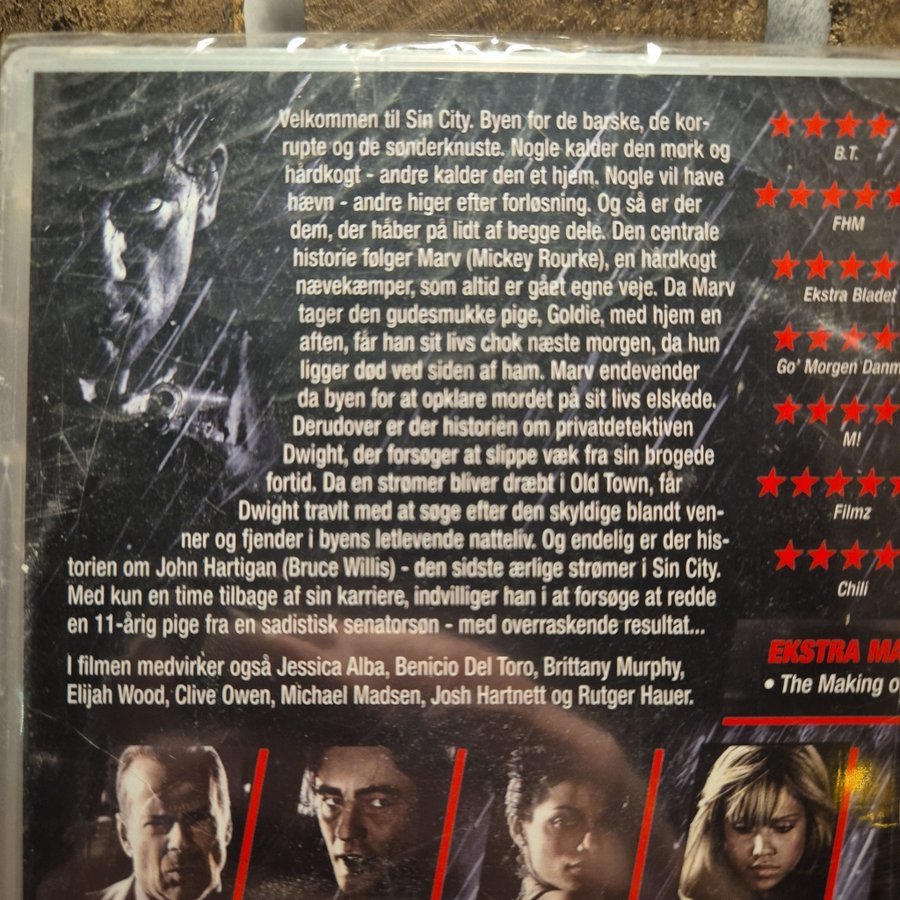 Velkommen til Sin City. Byen for de barske, de kor-
rupte og de sønderknuste. Nogle kalder den mørk og
hårdkogt - andre kalder den et hjem. Nogle vil have
hævn - andre higer efter forløsning. Og så er der
dem, der håber på lidt af begge dele. Den centrale
historie følger Marv (Mickey Rourke), en hårdkogt
nævekæmper, som altid er gået egne veje. Da Marv
tager den gudesmukke pige, Goldie, med hjem en
aften, får han sit livs chok næste morgen, da hun
ligger død ved siden af ham. Marv endevender
da byen for at opklare mordet på sit livs elskede.
Derudover er der historien om privatdetektiven
Dwight, der forsøger at slippe væk fra sin brogede
fortid. Da en strømer bliver dræbt i Old Town, får
Dwight travlt med at søge efter den skyldige blandt ven-
ner og fjender i byens letlevende natteliv. Og endelig er der his-
torien om John Hartigan (Bruce Willis) - den sidste ærlige strømer i Sin City.
Med kun en time tilbage af sin karriere, indvilliger han i at forsøge at redde
en 11-årig pige fra en sadistisk senatorsøn - med overraskende resultat...
I filmen medvirker også Jessica Alba, Benicio Del Toro, Brittany Murphy,
Elijah Wood, Clive Owen, Michael Madsen, Josh Hartnett og Rutger Hauer.
B.T.
FHM
Ekstra Bladet
Go' Morgen Danm
M!
Filmz
Chili
EKSTRA MA
• The Making o